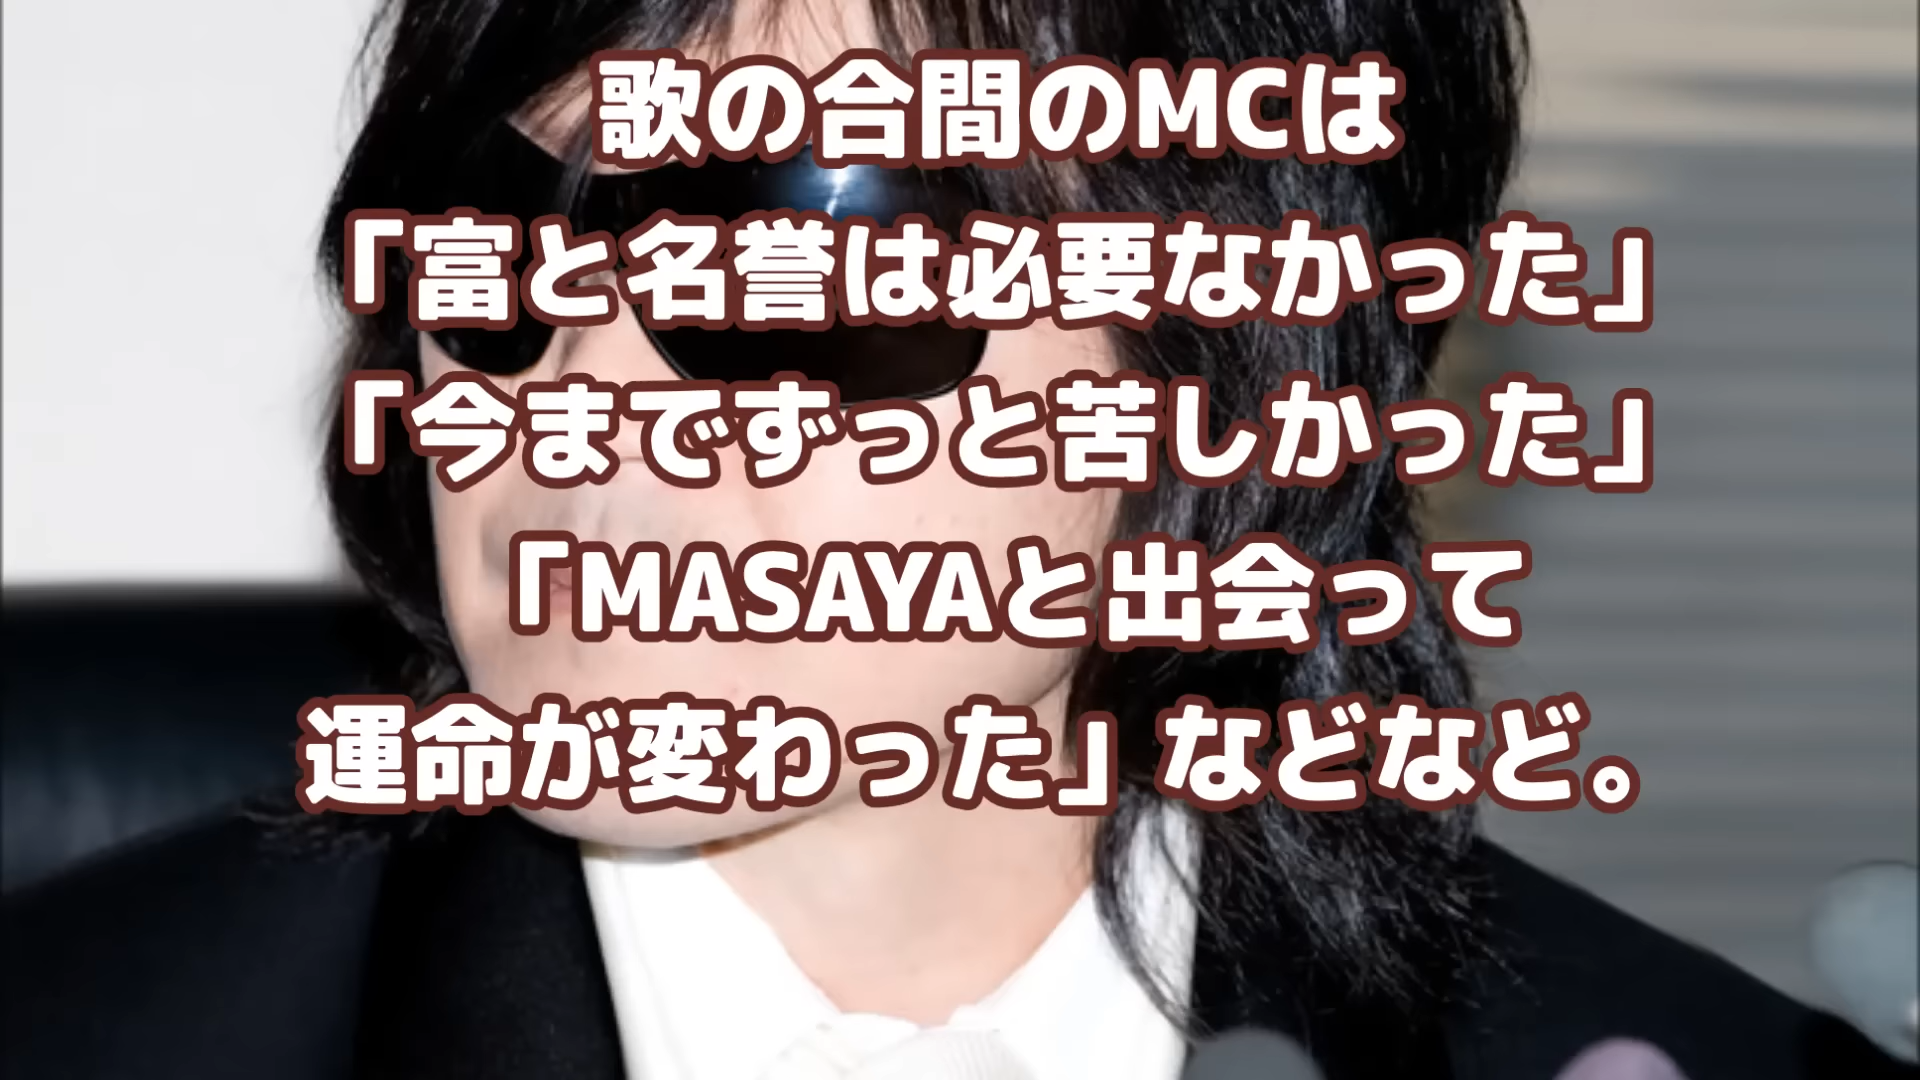 歌の合間のMCは
「富と名誉は必要なかった」
「今までずっと苦しかった」
「MASAYAと出会って
運命が変わった」などなど。